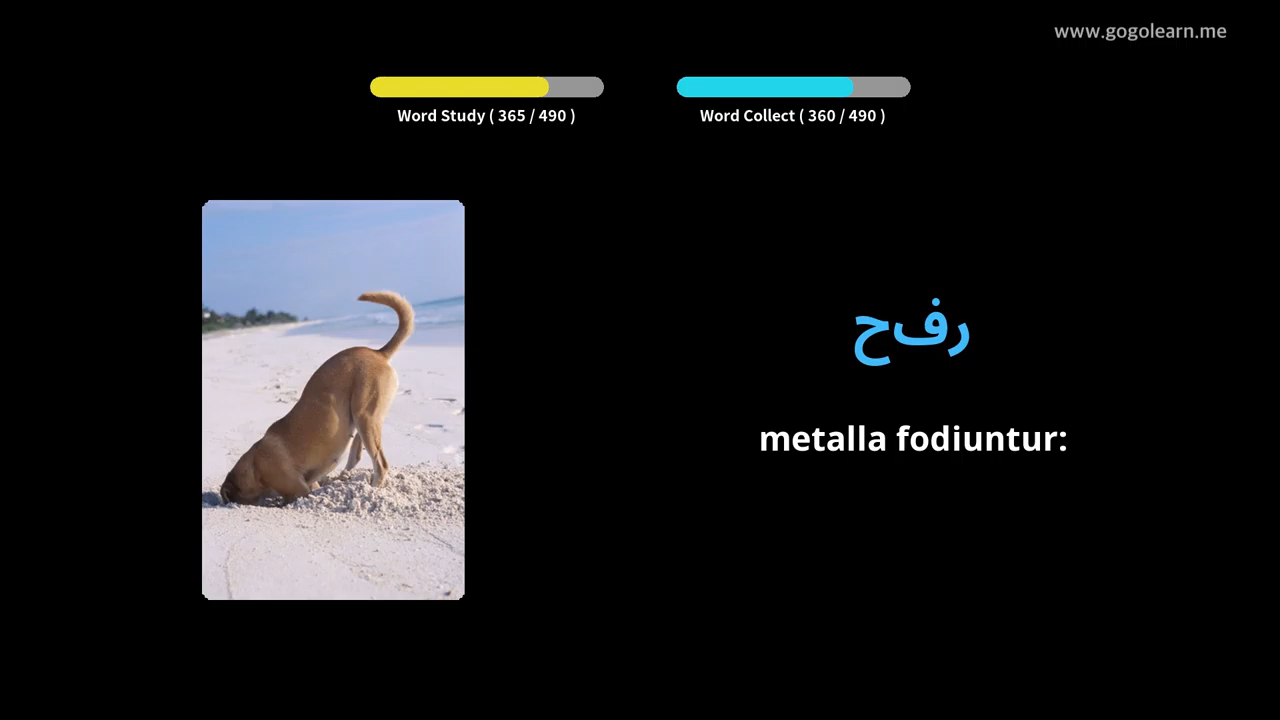 www.gogolearn.me
Word Study ( 365 / 490 )
Word Collect ( 360 / 490 )
رفح
metalla fodiuntur: